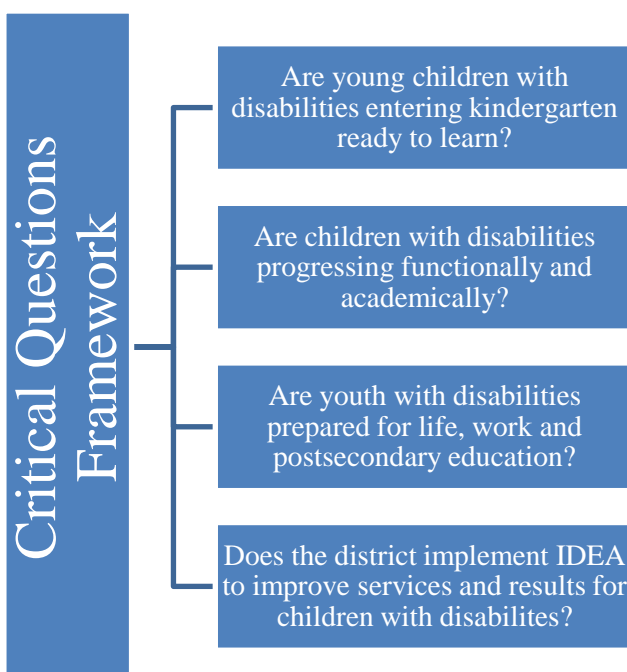 Critical Questions
Framework
Are young children with
disabilities entering kindergarten
ready to learn?
Are children with disabilities
progressing functionally and
academically?
Are youth with disabilities
prepared for life, work and
postsecondary education?
Does the district implement IDEA
to improve services and results for
children with disabilites?